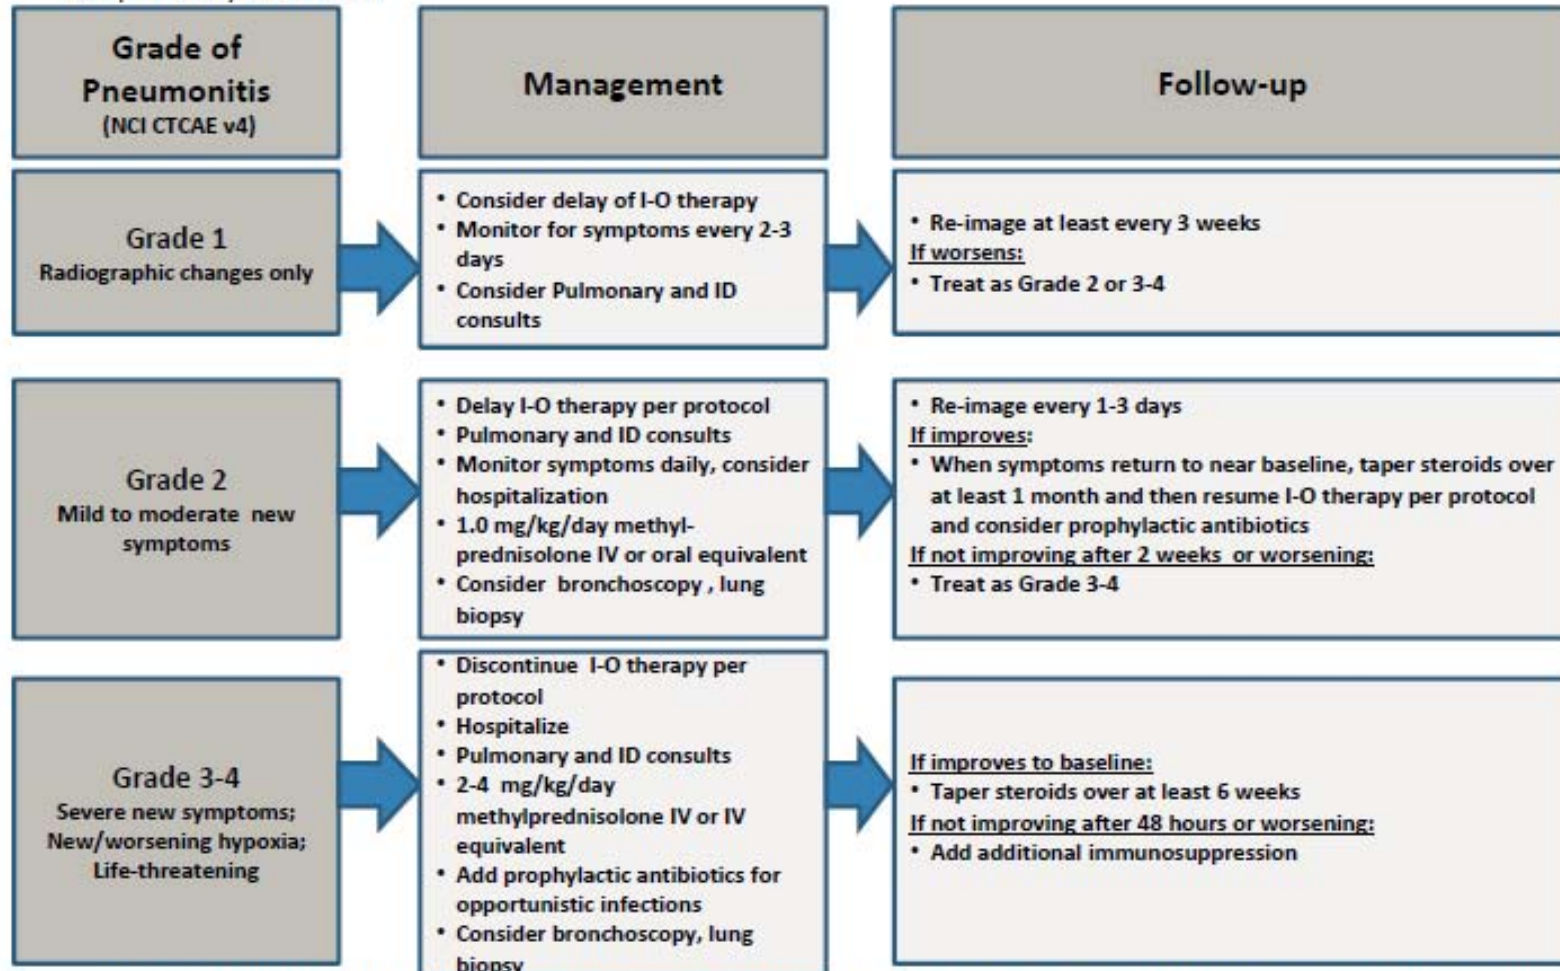 Grade of
Pneumonitis
(NCI CTCAE v4)
Management
Follow-up
Grade 1
Radiographic changes only
• Consider delay of I-O therapy
• Monitor for symptoms every 2-3
days
• Consider Pulmonary and ID
consults
• Re-image at least every 3 weeks
If worsens:
• Treat as Grade 2 or 3-4
Grade 2
Mild to moderate new
symptoms
• Delay I-O therapy per protocol
• Pulmonary and ID consults
• Monitor symptoms daily, consider
hospitalization
• 1.0 mg/kg/day methyl-
prednisolone IV or oral equivalent
• Consider bronchoscopy , lung
biopsy
• Re-image every 1-3 days
If improves:
• When symptoms return to near baseline, taper steroids over
at least 1 month and then resume I-O therapy per protocol
and consider prophylactic antibiotics
If not improving after 2 weeks or worsening:
• Treat as Grade 3-4
Grade 3-4
Severe new symptoms;
New/worsening hypoxia;
Life-threatening
• Discontinue I-O therapy per
protocol
• Hospitalize
• Pulmonary and ID consults
• 2-4 mg/kg/day
methylprednisolone IV or IV
equivalent
• Add prophylactic antibiotics for
opportunistic infections
• Consider bronchoscopy, lung
biopsy
If improves to baseline:
• Taper steroids over at least 6 weeks
If not improving after 48 hours or worsening:
• Add additional immunosuppression